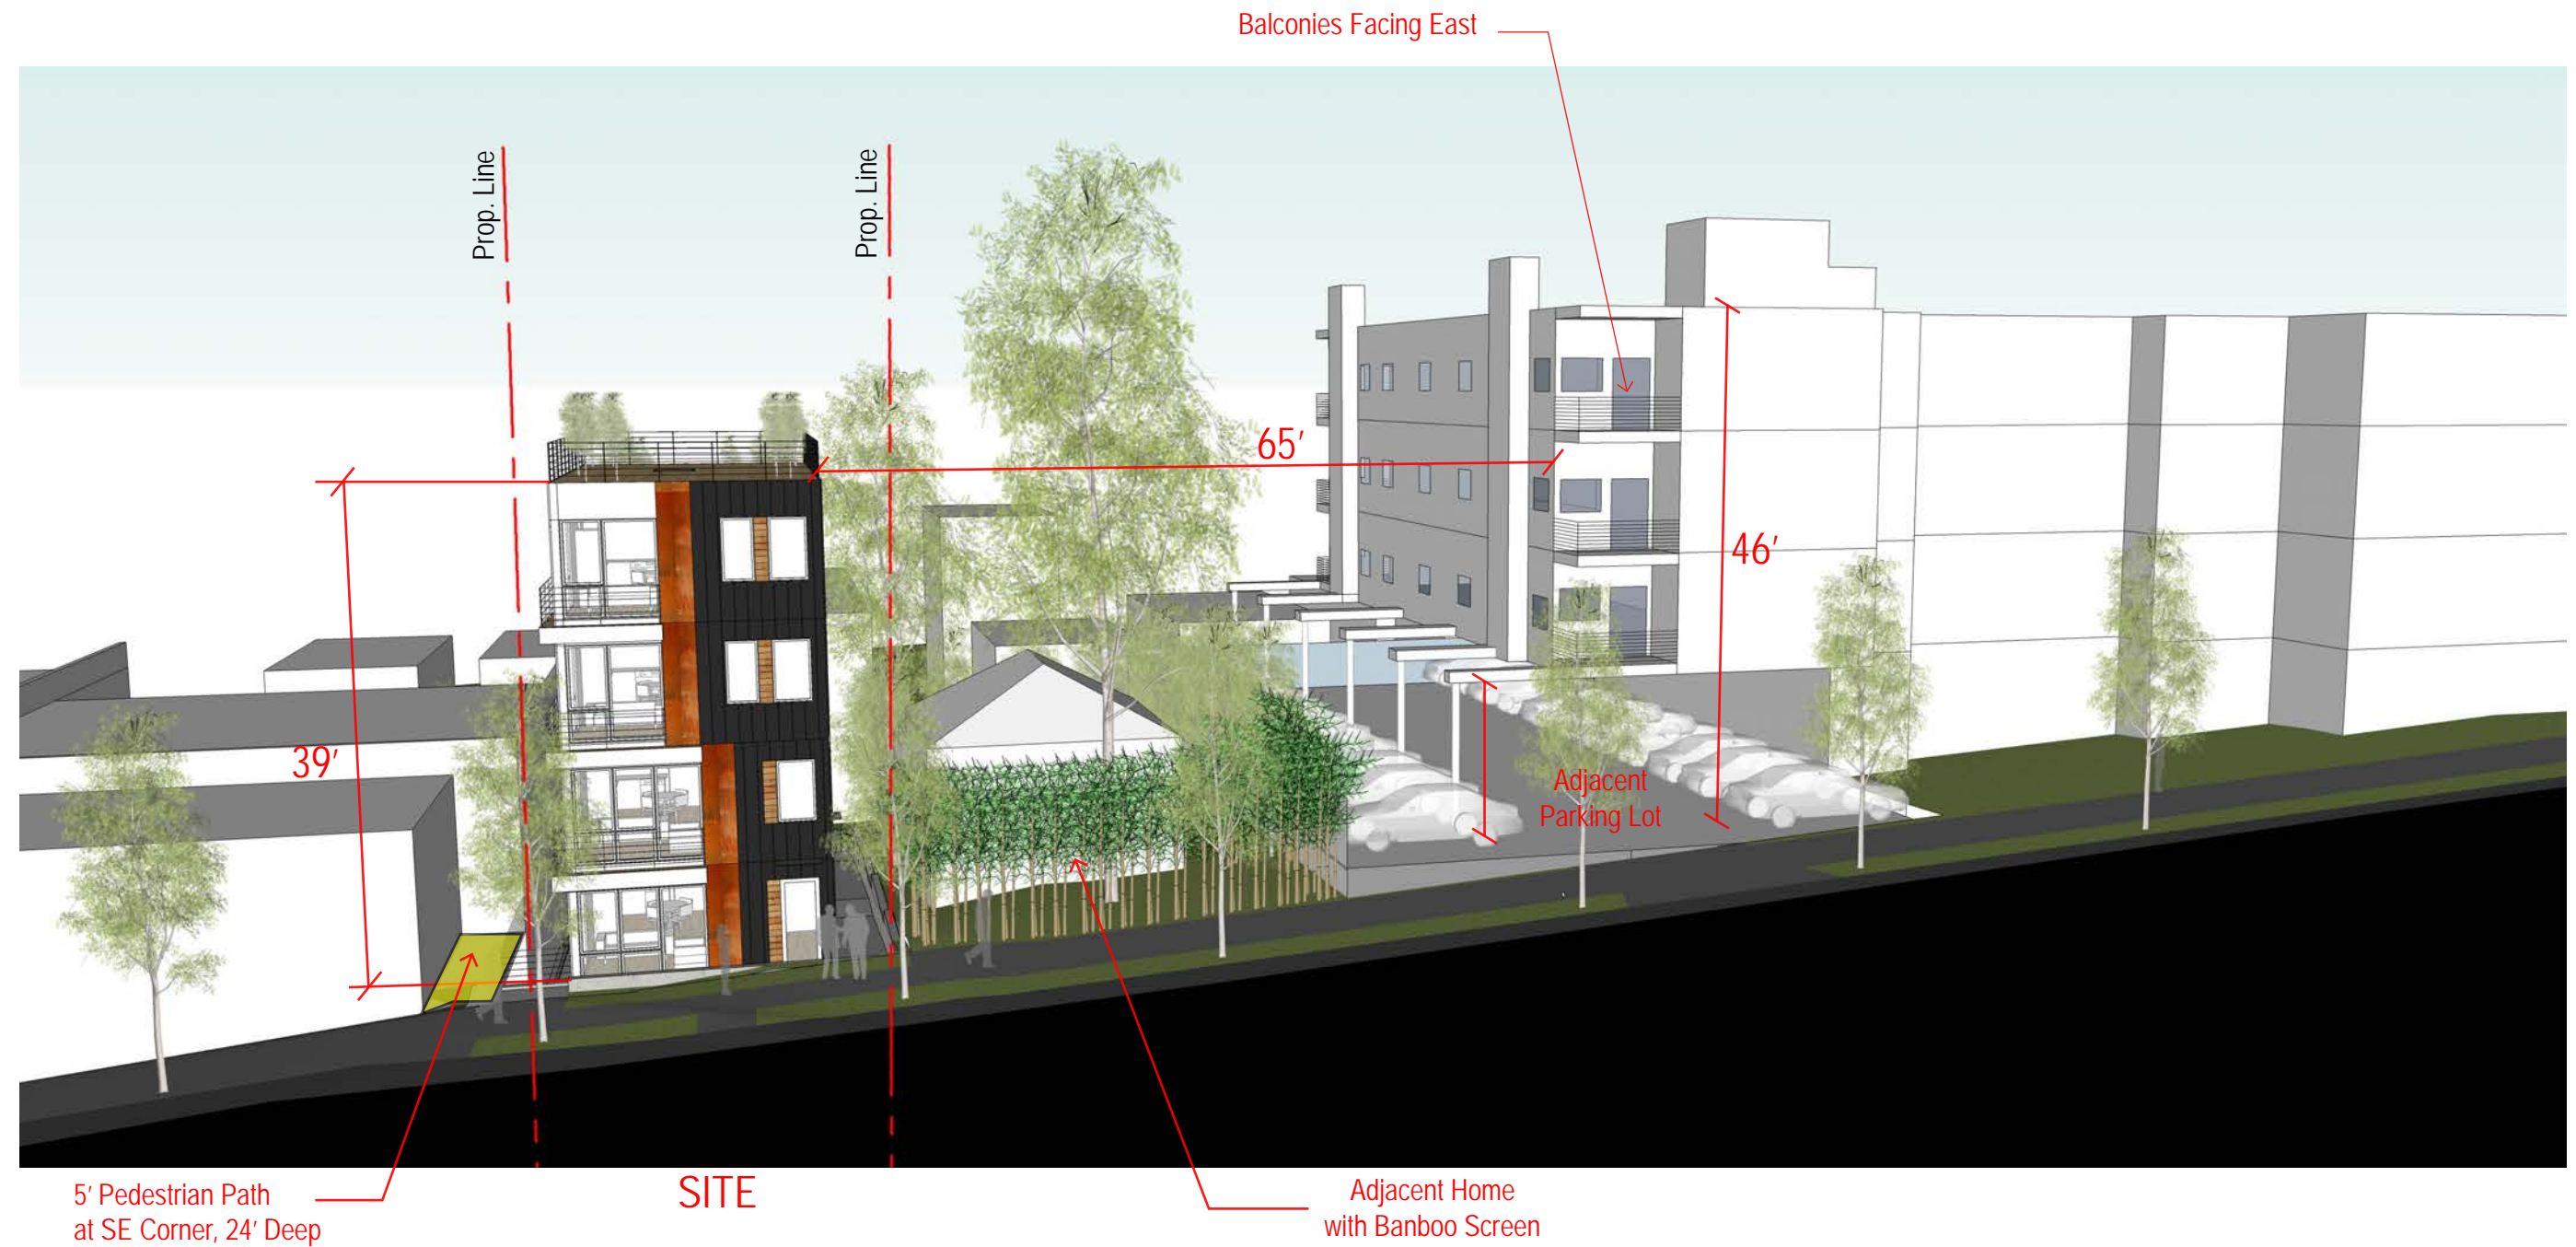 Balconies Facing East
Prop. Line
Prop. Line
65′
46′
39′
Adjacent
Parking Lot
5′ Pedestrian Path
at SE Corner, 24′ Deep
SITE
Adjacent Home
with Banboo Screen